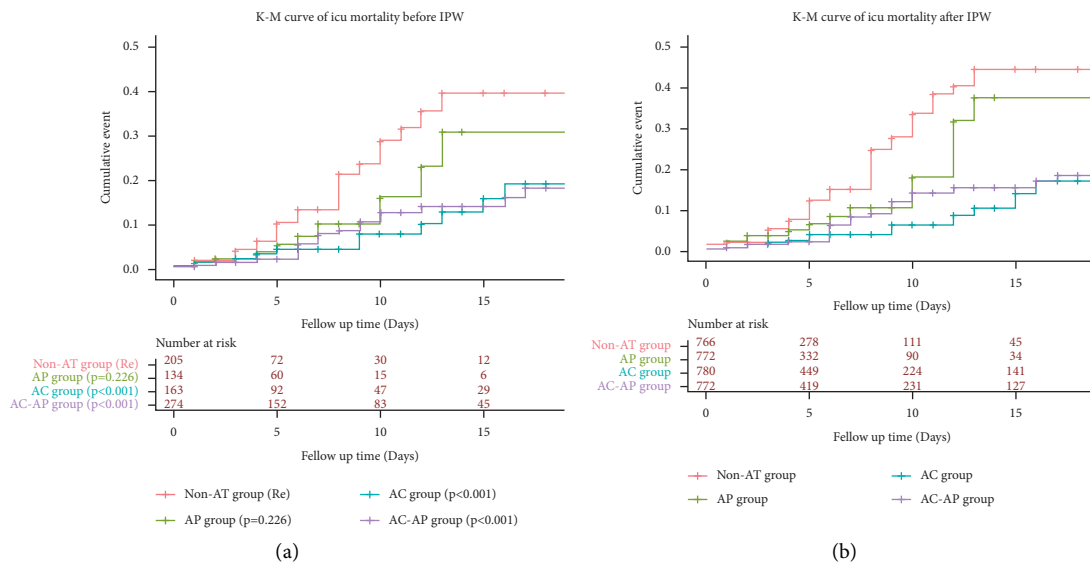 K-M curve of icu mortality before IPW
0.5
0.4
0.3
0.2
0.1
0.0
Cumulative event
0 5 10 15
Fellow up time (Days)
Number at risk
Non-AT group (Re) 205 72 30 12
AP group (p=0.226) 134 60 15 6
AC group (p<0.001) 163 92 47 29
AC-AP group (p<0.001) 274 152 83 45
0 5 10 15
Fellow up time (Days)
Non-AT group (Re) AC group (p<0.001)
AP group (p=0.226) AC-AP group (p<0.001)
(a)
K-M curve of icu mortality after IPW
0.5
0.4
0.3
0.2
0.1
0.0
Cumulative event
0 5 10 15
Fellow up time (Days)
Number at risk
Non-AT group 766 278 111 45
AP group 772 332 90 34
AC group 780 449 224 141
AC-AP group 772 419 231 127
0 5 10 15
Fellow up time (Days)
Non-AT group AC group
AP group AC-AP group
(b)